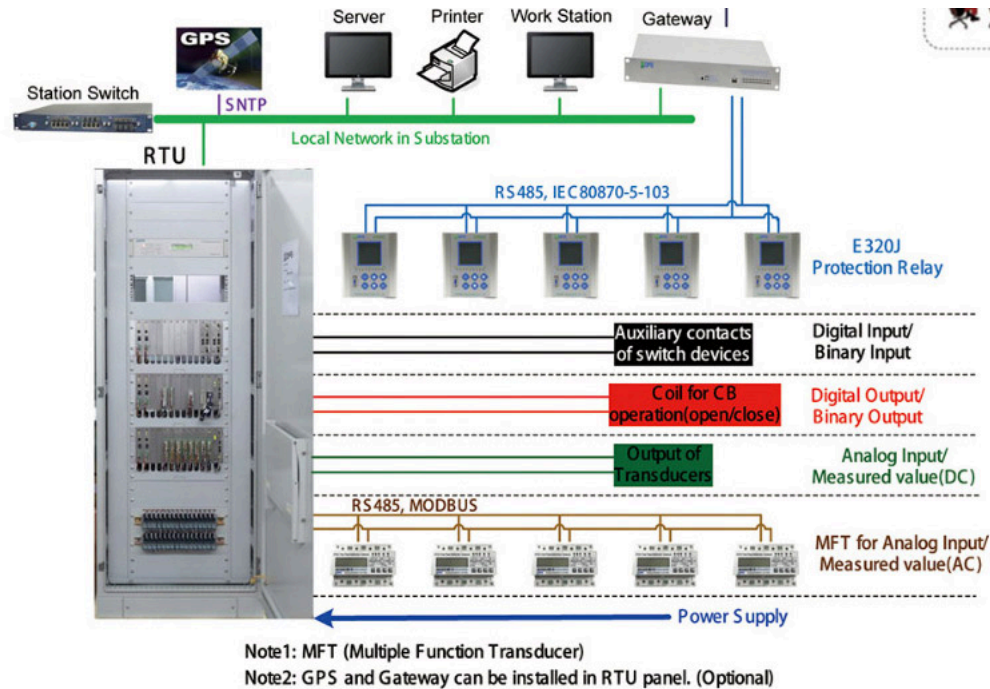 Server
Printer
Work Station
Gateway
GPS
Station Switch
SNTP
Local Network in Substation
RTU
RS485, IEC80870-5-103
E320J
Protection Relay
Auxiliary contacts
of switch devices
Digital Input/
Binary Input
Coil for CB
operation(open/close)
Digital Output/
Binary Output
Output of
Transducers
Analog Input/
Measured value(DC)
RS485, MODBUS
MFT for Analog Input/
Measured value(AC)
Power Supply
Note1: MFT (Multiple Function Transducer)
Note2: GPS and Gateway can be installed in RTU panel. (Optional)